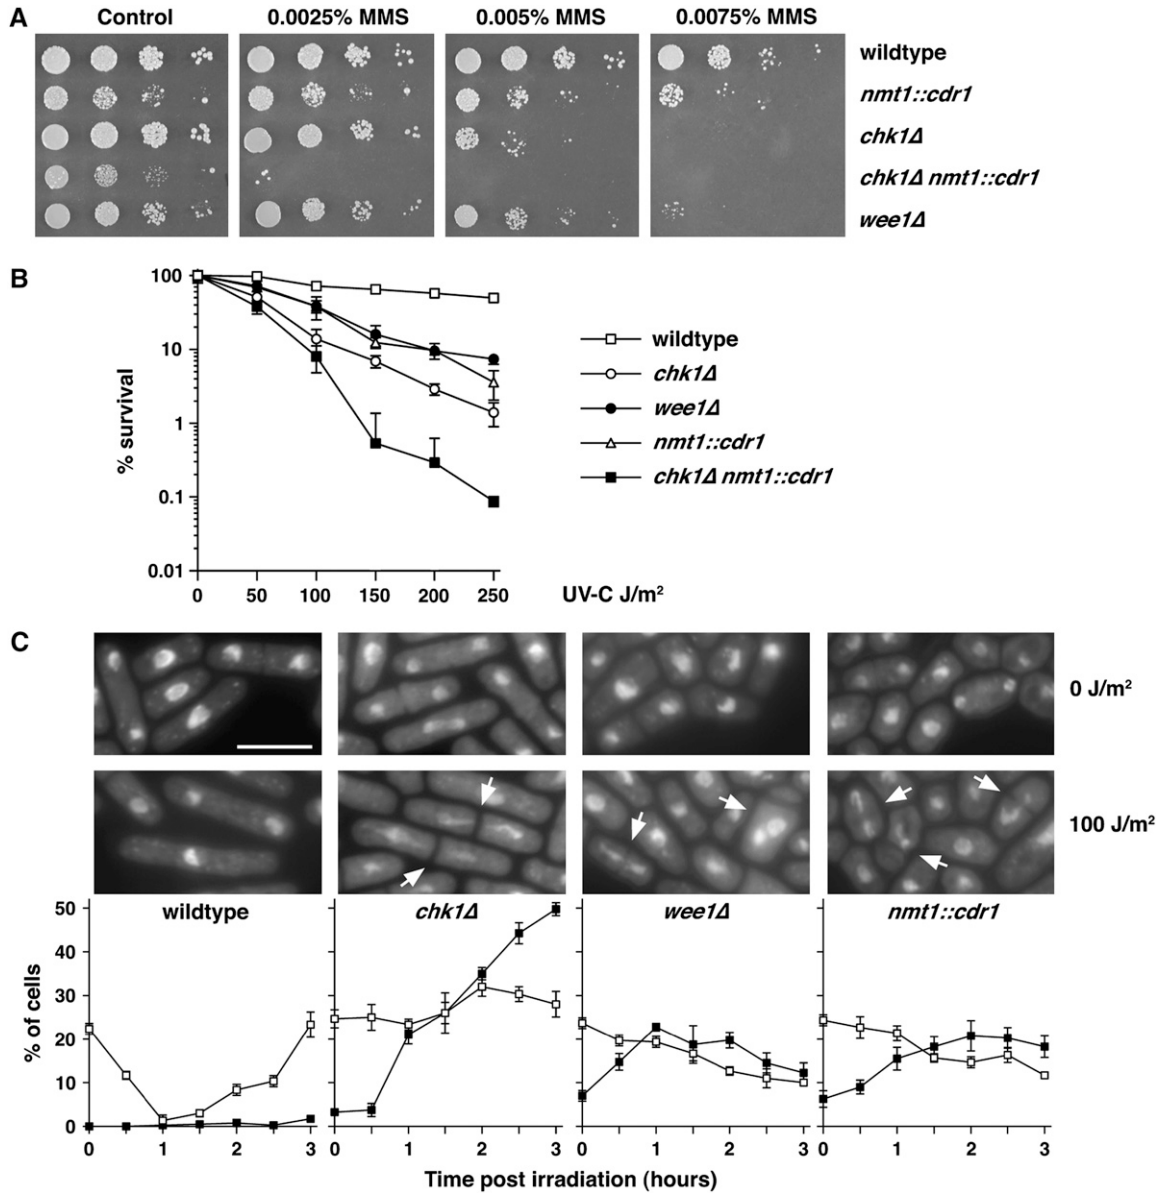 A
Control 0.0025% MMS 0.005% MMS 0.0075% MMS
wildtype
nmt1::cdr1
chk1Δ
chk1Δ nmt1::cdr1
wee1Δ
B
100
10
1
0.1
0.01
% survival
0 50 100 150 200 250 UV-C J/m²
wildtype
chk1Δ
wee1Δ
nmt1::cdr1
chk1Δ nmt1::cdr1
C
0 J/m²
100 J/m²
wildtype chk1Δ wee1Δ nmt1::cdr1
50
40
30
20
10
0
% of cells
0 1 2 3 0 1 2 3 0 1 2 3 0 1 2 3
Time post irradiation (hours)